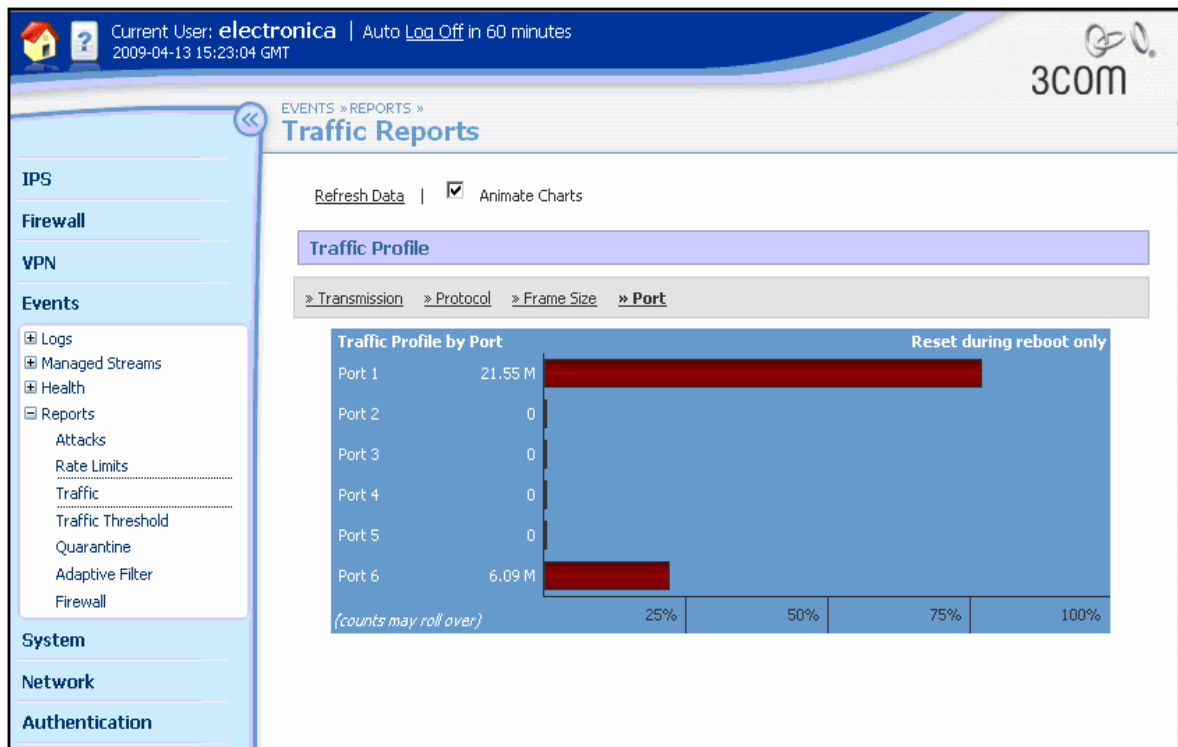 Current User: electronica | Auto Log Off in 60 minutes
2009-04-13 15:23:04 GMT
3COM
EVENTS » REPORTS »
Traffic Reports
IPS
Firewall
VPN
Events
Logs
Managed Streams
Health
Reports
Attacks
Rate Limits
Traffic
Traffic Threshold
Quarantine
Adaptive Filter
Firewall
System
Network
Authentication
Refresh Data | Animate Charts
Traffic Profile
» Transmission » Protocol » Frame Size » Port
Traffic Profile by Port Reset during reboot only
Port 1 21.55 M
Port 2 0
Port 3 0
Port 4 0
Port 5 0
Port 6 6.09 M
(counts may roll over) 25% 50% 75% 100%